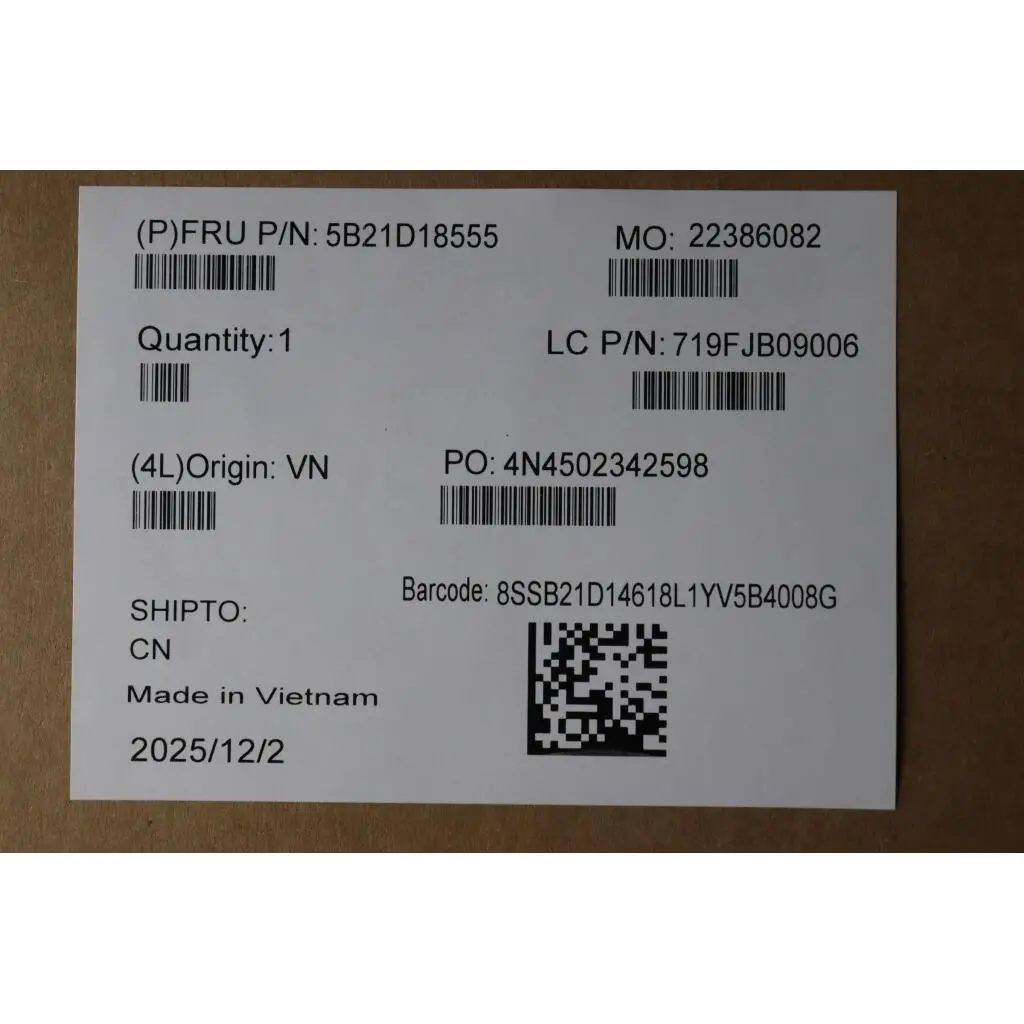 (P)FRU P/N: 5B21D18555
MO: 22386082
Quantity:1
LC P/N: 719FJB09006
(4L)Origin: VN
PO: 4N4502342598
Barcode: 8SSB21D14618L1YV5B4008G
SHIPTO:
CN
Made in Vietnam
2025/12/2